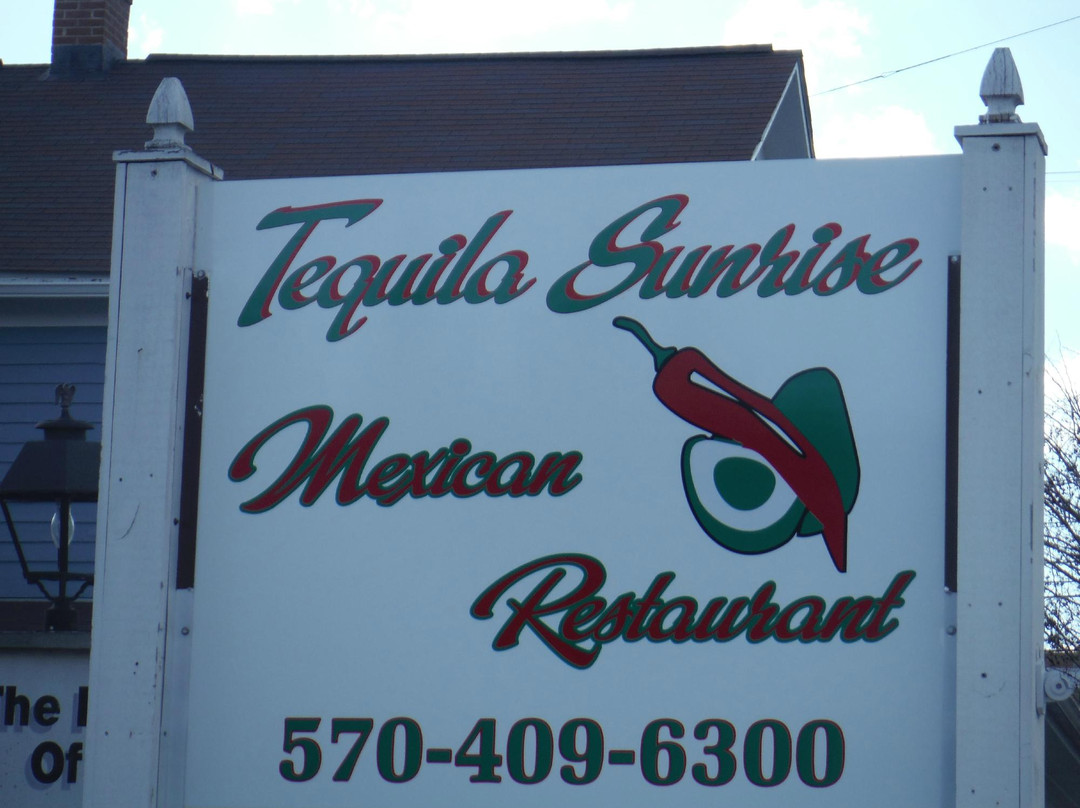 Tequila Sunrise
Mexican
Restaurant
570-409-6300
The
Of